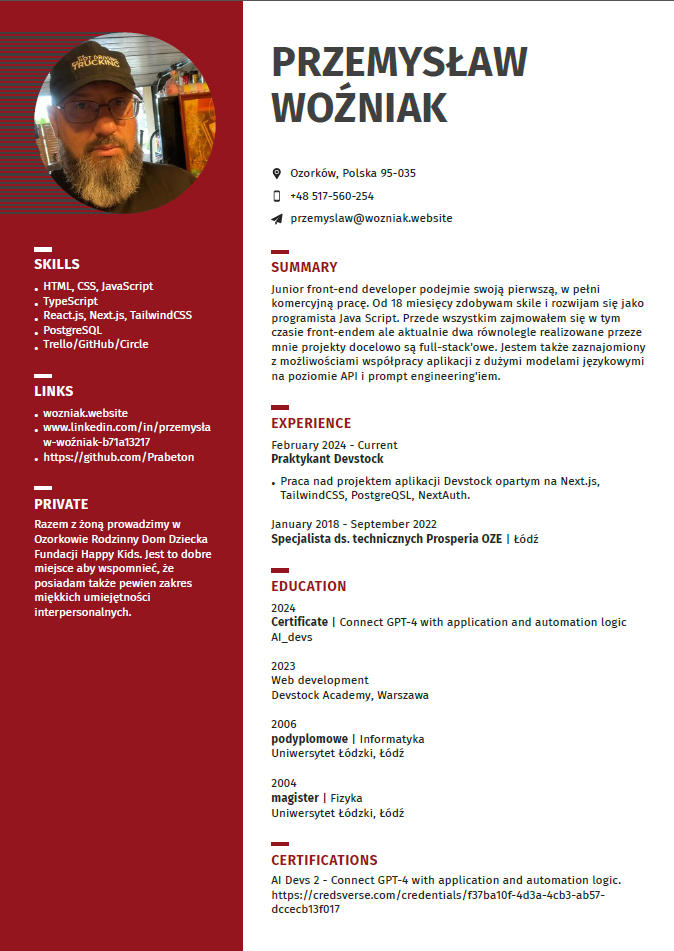 JUST DRIVING
TRUCKING
SKILLS
HTML, CSS, JavaScript
TypeScript
React.js, Next.js, TailwindCSS
PostgreSQL
Trello/GitHub/Circle
LINKS
wozniak.website
www.linkedin.com/in/przemysła
w-woźniak-b71a13217
https://github.com/Prabeton
PRIVATE
Razem z żoną prowadzimy w
Ozorkowie Rodzinny Dom Dziecka
Fundacji Happy Kids. Jest to dobre
miejsce aby wspomnieć, że
posiadam także pewien zakres
miękkich umiejętności
interpersonalnych.
PRZEMYSŁAW
WOŹNIAK
Ozorków, Polska 95-035
+48 517-560-254
przemyslaw@wozniak.website
SUMMARY
Junior front-end developer podejmie swoją pierwszą, w pełni
komercyjną pracę. Od 18 miesięcy zdobywam skile i rozwijam się jako
programista Java Script. Przede wszystkim zajmowałem się w tym
czasie front-endem ale aktualnie dwa równolegle realizowane przeze
mnie projekty docelowo są full-stack'owe. Jestem także zaznajomiony
z możliwościami współpracy aplikacji z dużymi modelami językowymi
na poziomie API i prompt engineering'iem.
EXPERIENCE
February 2024 - Current
Praktykant Devstock
Praca nad projektem aplikacji Devstock opartym na Next.js,
TailwindCSS, PostgreQSL, NextAuth.
January 2018 - September 2022
Specjalista ds. technicznych Prosperia OZE | Łódź
EDUCATION
2024
Certificate | Connect GPT-4 with application and automation logic
AI_devs
2023
Web development
Devstock Academy, Warszawa
2006
podyplomowe | Informatyka
Uniwersytet Łódzki, Łódź
2004
magister | Fizyka
Uniwersytet Łódzki, Łódź
CERTIFICATIONS
AI Devs 2 - Connect GPT-4 with application and automation logic.
https://credsverse.com/credentials/f37ba10f-4d3a-4cb3-ab57-
dccecb13f017